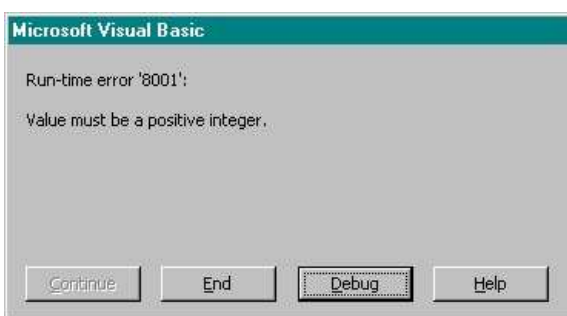 Microsoft Visual Basic
Run-time error '8001':
Value must be a positive integer.
Continue End Debug Help